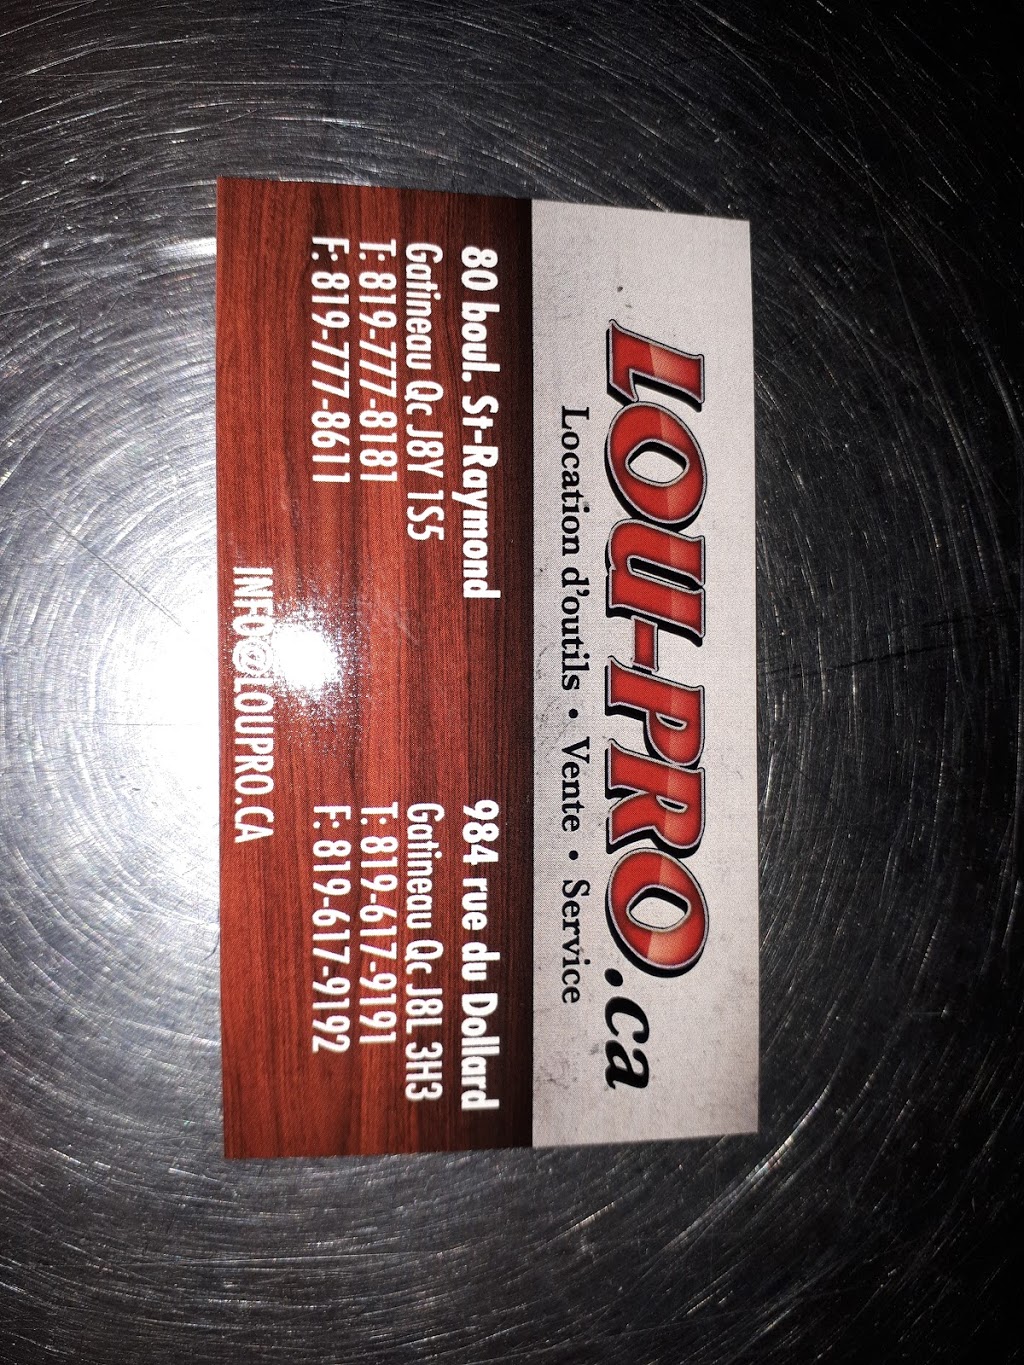 LOU-PRO.ca
Location d'outils • Vente • Service
80 boul. St-Raymond
Gatineau Qc J8Y 1S5
T: 819-777-8181
F: 819-777-8611
984 rue du Dollard
Gatineau Qc J8L 3H3
T: 819-617-9191
F: 819-617-9192
INFO@LOUPRO.CA